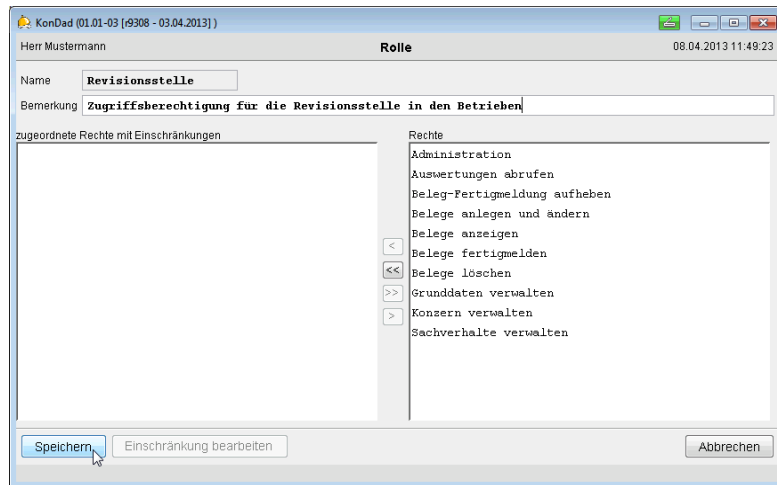 KonDad (01.01-03 [r9308 - 03.04.2013] )
Herr Mustermann Rolle 08.04.2013 11:49:23
Name Revisionsstelle
Bemerkung Zugriffsberechtigung für die Revisionsstelle in den Betrieben
zugeordnete Rechte mit Einschränkungen Rechte
Administration
Auswertungen abrufen
Beleg-Fertigmeldung aufheben
Belege anlegen und ändern
Belege anzeigen
<
Belege fertigmelden
<<
Belege löschen
>>
Grunddaten verwalten
>
Konzern verwalten
Sachverhalte verwalten
Speichern Einschränkung bearbeiten Abbrechen